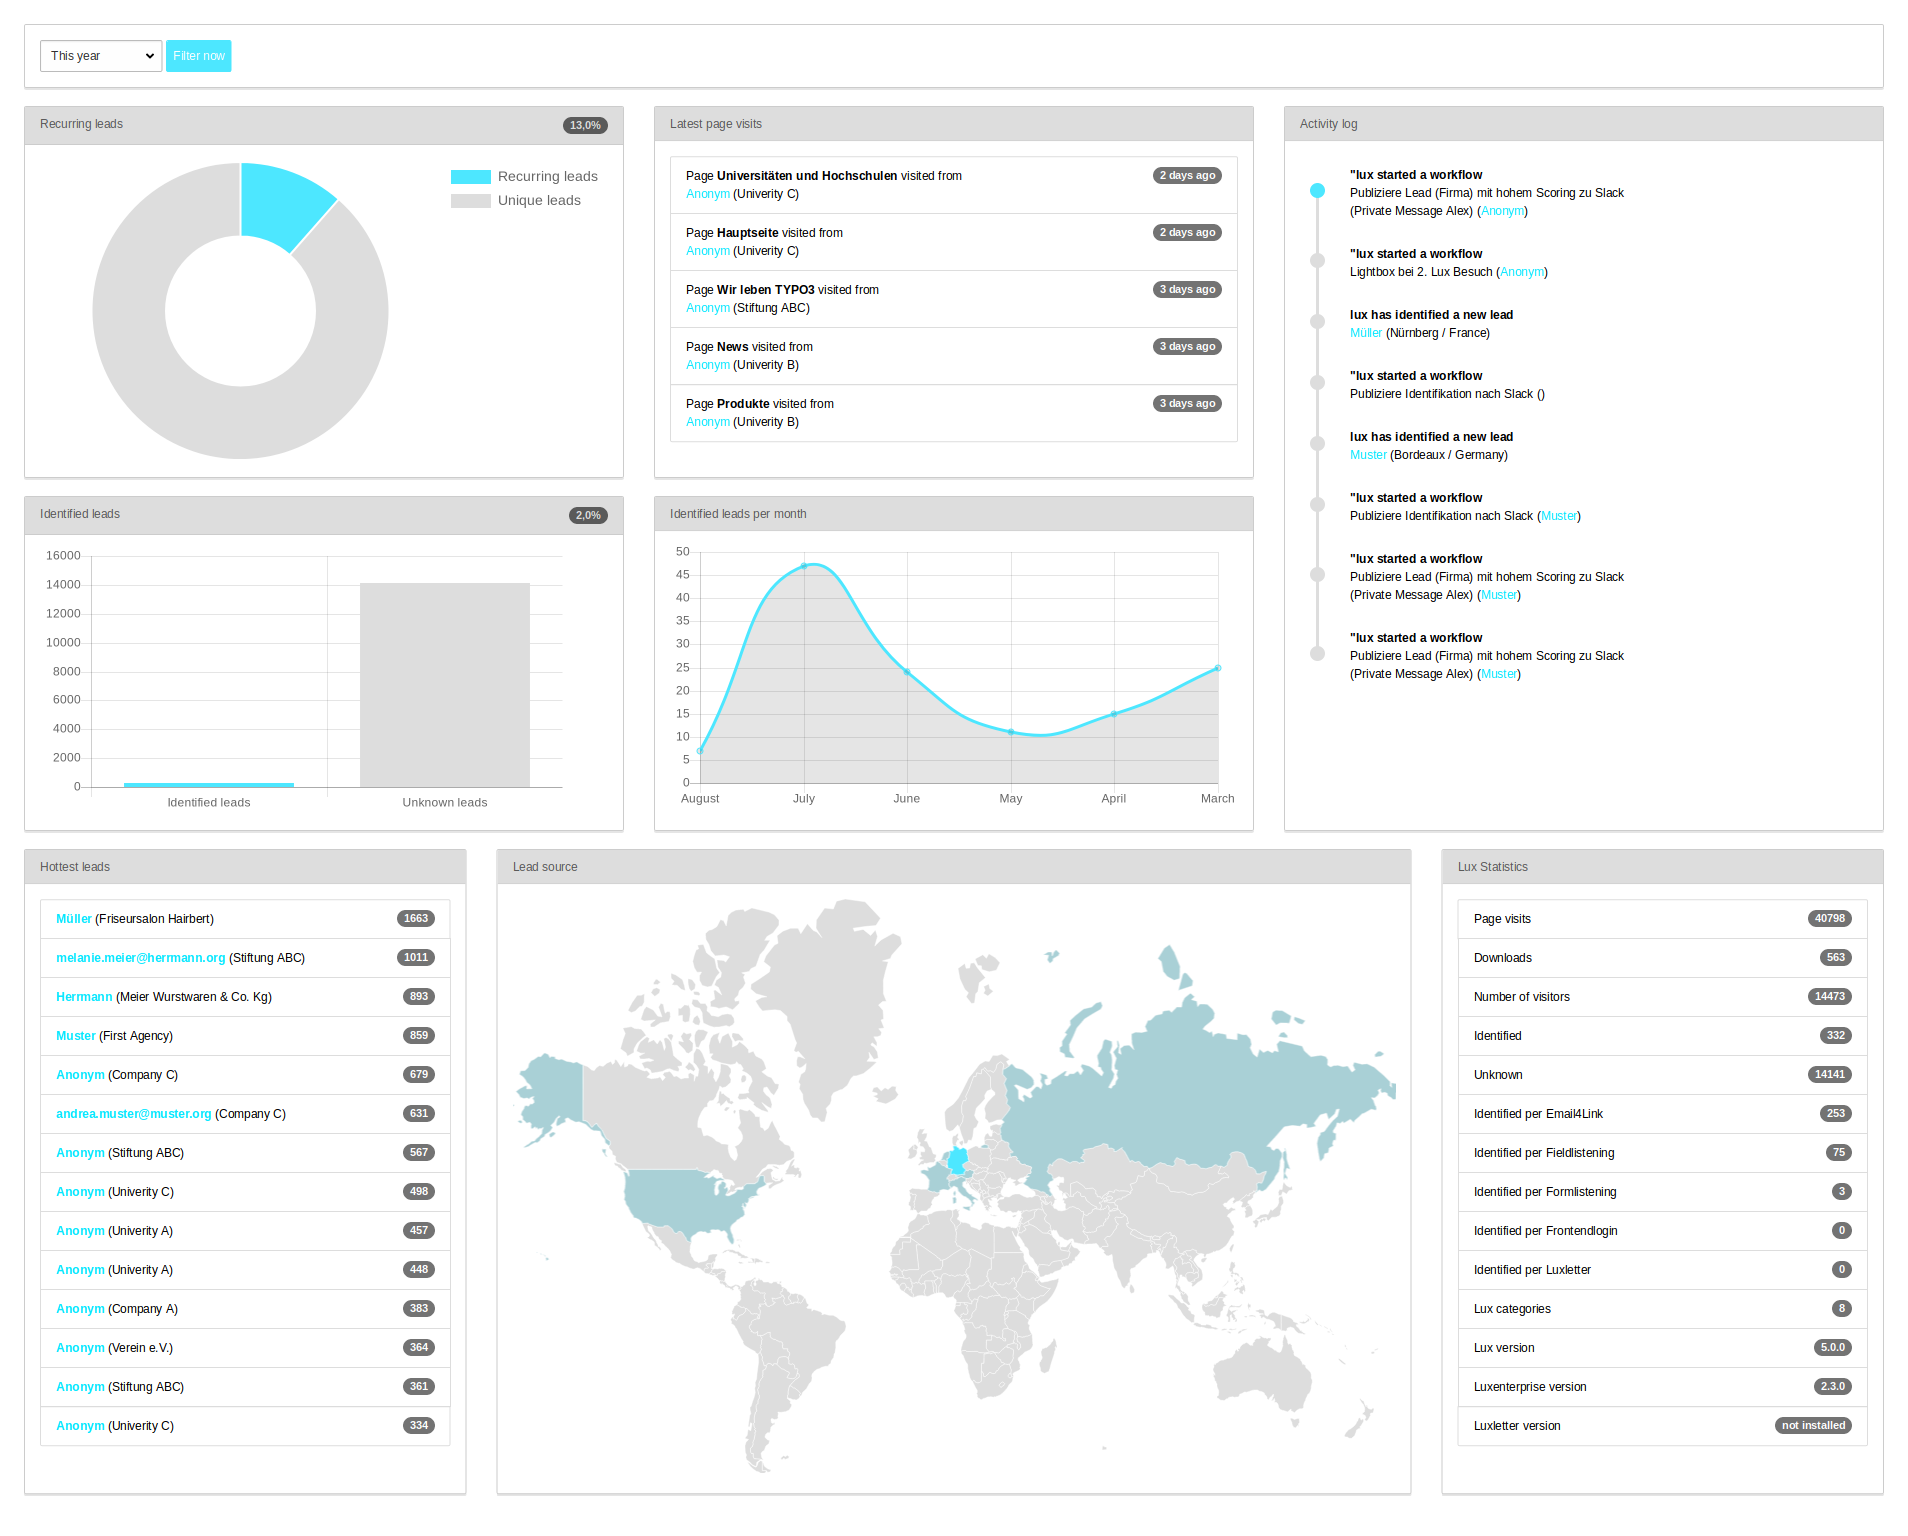 This year
Filter now
Recurring leads
13,0%
Recurring leads
Unique leads
Latest page visits
Page Universitäten und Hochschulen visited from
2 days ago
Anonym (Univerity C)
Page Hauptseite visited from
2 days ago
Anonym (Univerity C)
Page Wir leben TYPO3 visited from
3 days ago
Anonym (Stiftung ABC)
Page News visited from
3 days ago
Anonym (Univerity B)
Page Produkte visited from
3 days ago
Anonym (Univerity B)
Activity log
"lux started a workflow
Publiziere Lead (Firma) mit hohem Scoring zu Slack
(Private Message Alex) (Anonym)
"lux started a workflow
Lightbox bei 2. Lux Besuch (Anonym)
lux has identified a new lead
Müller (Nürnberg / France)
"lux started a workflow
Publiziere Identifikation nach Slack ()
lux has identified a new lead
Muster (Bordeaux / Germany)
"lux started a workflow
Publiziere Identifikation nach Slack (Muster)
"lux started a workflow
Publiziere Lead (Firma) mit hohem Scoring zu Slack
(Private Message Alex) (Muster)
"lux started a workflow
Publiziere Lead (Firma) mit hohem Scoring zu Slack
(Private Message Alex) (Muster)
Identified leads
2,0%
16000
14000
12000
10000
8000
6000
4000
2000
0
Identified leads
Unknown leads
Identified leads per month
50
45
40
35
30
25
20
15
10
5
0
August
July
June
May
April
March
Hottest leads
Müller (Friseursalon Hairbert)
1663
melanie.meier@herrmann.org (Stiftung ABC)
1011
Herrmann (Meier Wurstwaren & Co. Kg)
893
Muster (First Agency)
859
Anonym (Company C)
679
andrea.muster@muster.org (Company C)
631
Anonym (Stiftung ABC)
567
Anonym (Univerity C)
498
Anonym (Univerity A)
457
Anonym (Univerity A)
448
Anonym (Company A)
383
Anonym (Verein e.V.)
364
Anonym (Stiftung ABC)
361
Anonym (Univerity C)
334
Lead source
Lux Statistics
Page visits
40798
Downloads
563
Number of visitors
14473
Identified
332
Unknown
14141
Identified per Email4Link
253
Identified per Fieldlistening
75
Identified per Formlistening
3
Identified per Frontendlogin
0
Identified per Luxletter
0
Lux categories
8
Lux version
5.0.0
Luxenterprise version
2.3.0
Luxletter version
not installed